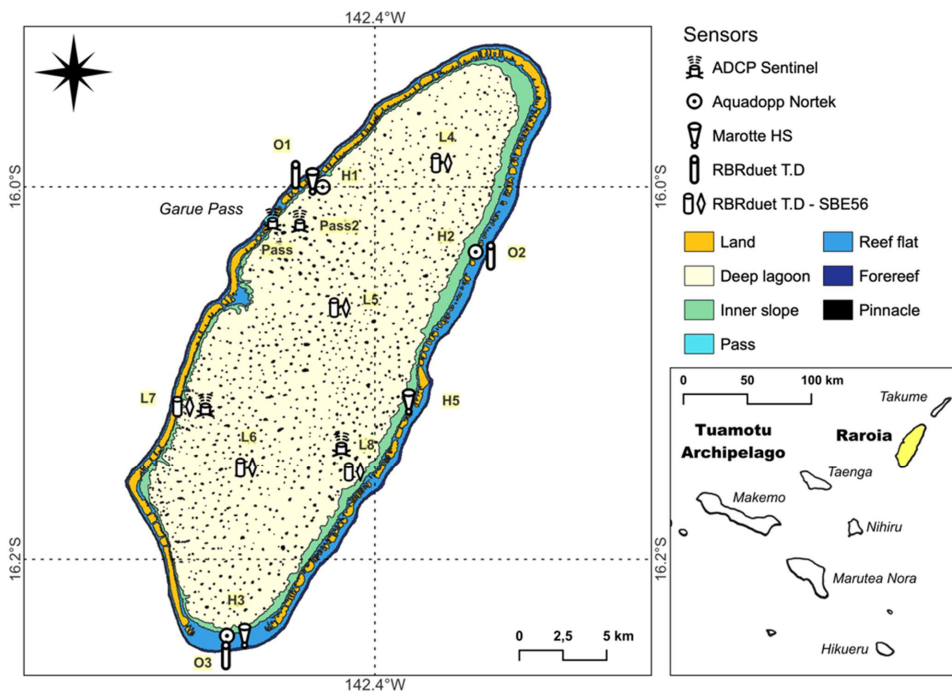 142.4°W
O1
H1
L4
16.0°S
16.0°S
Garue Pass
Pass
Pass2
H2
O2
L5
L7
H5
L6
L8
16.2°S
16.2°S
H3
O3
0 2,5 5 km
142.4°W
Sensors
ADCP Sentinel
Aquadopp Nortek
Marotte HS
RBRduet T.D
RBRduet T.D - SBE56
Land
Reef flat
Deep lagoon
Forereef
Inner slope
Pinnacle
Pass
0 50 100 km
Takume
Tuamotu
Archipelago
Raroia
Taenga
Makemo
Nihiru
Marutea Nora
Hikueru